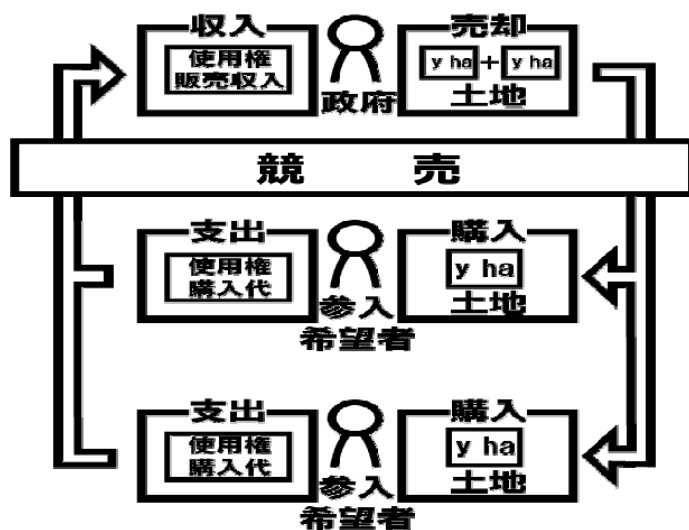 収入
使用権
販売収入
政府
売却
y ha + y ha
土地
競 売
支出
使用権
購入代
参入
希望者
購入
y ha
土地
支出
使用権
購入代
参入
希望者
購入
y ha
土地